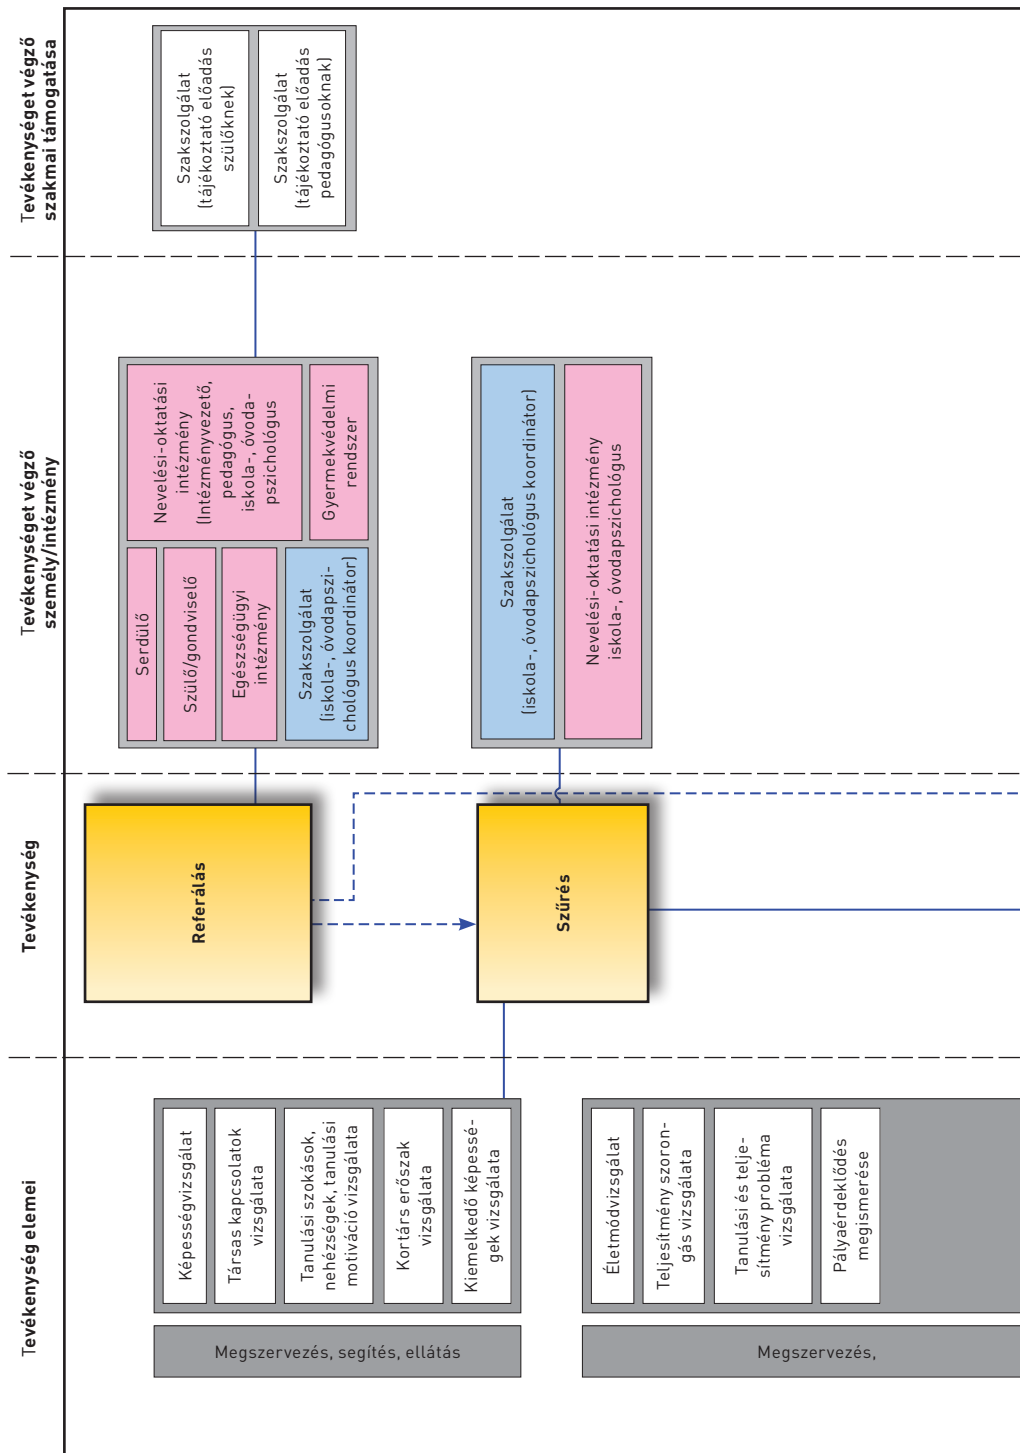 Tevékenység elemei
Tevékenység
Tevékenységet végző
személy/intézmény
Tevékenységet végző
szakmai támogatása
Megszervezés, segítés, ellátás
Képességvizsgálat
Társas kapcsolatok
vizsgálata
Tanulási szokások,
nehézségek, tanulási
motiváció vizsgálata
Kortárs erőszak
vizsgálata
Kiemelkedő képessé-
gek vizsgálata
Referálás
Serdülő
Szülő/gondviselő
Egészségügyi
intézmény
Szakszolgálat
(iskola-, óvodapszi-
chológus koordinátor)
Nevelési-oktatási
intézmény
(Intézményvezető,
pedagógus,
iskola-, óvoda-
pszichológus
Gyermekvédelmi
rendszer
Szakszolgálat
(tájékoztató előadás
szülőknek)
Szakszolgálat
(tájékoztató előadás
pedagógusoknak)
Szűrés
Szakszolgálat
(iskola-, óvodapszichológus koordinátor)
Nevelési-oktatási intézmény
iskola-, óvodapszichológus
Megszervezés,
Életmódvizsgálat
Teljesítmény szoron-
gás vizsgálata
Tanulási és telje-
sítmény probléma
vizsgálata
Pályaérdeklődés
megismerése